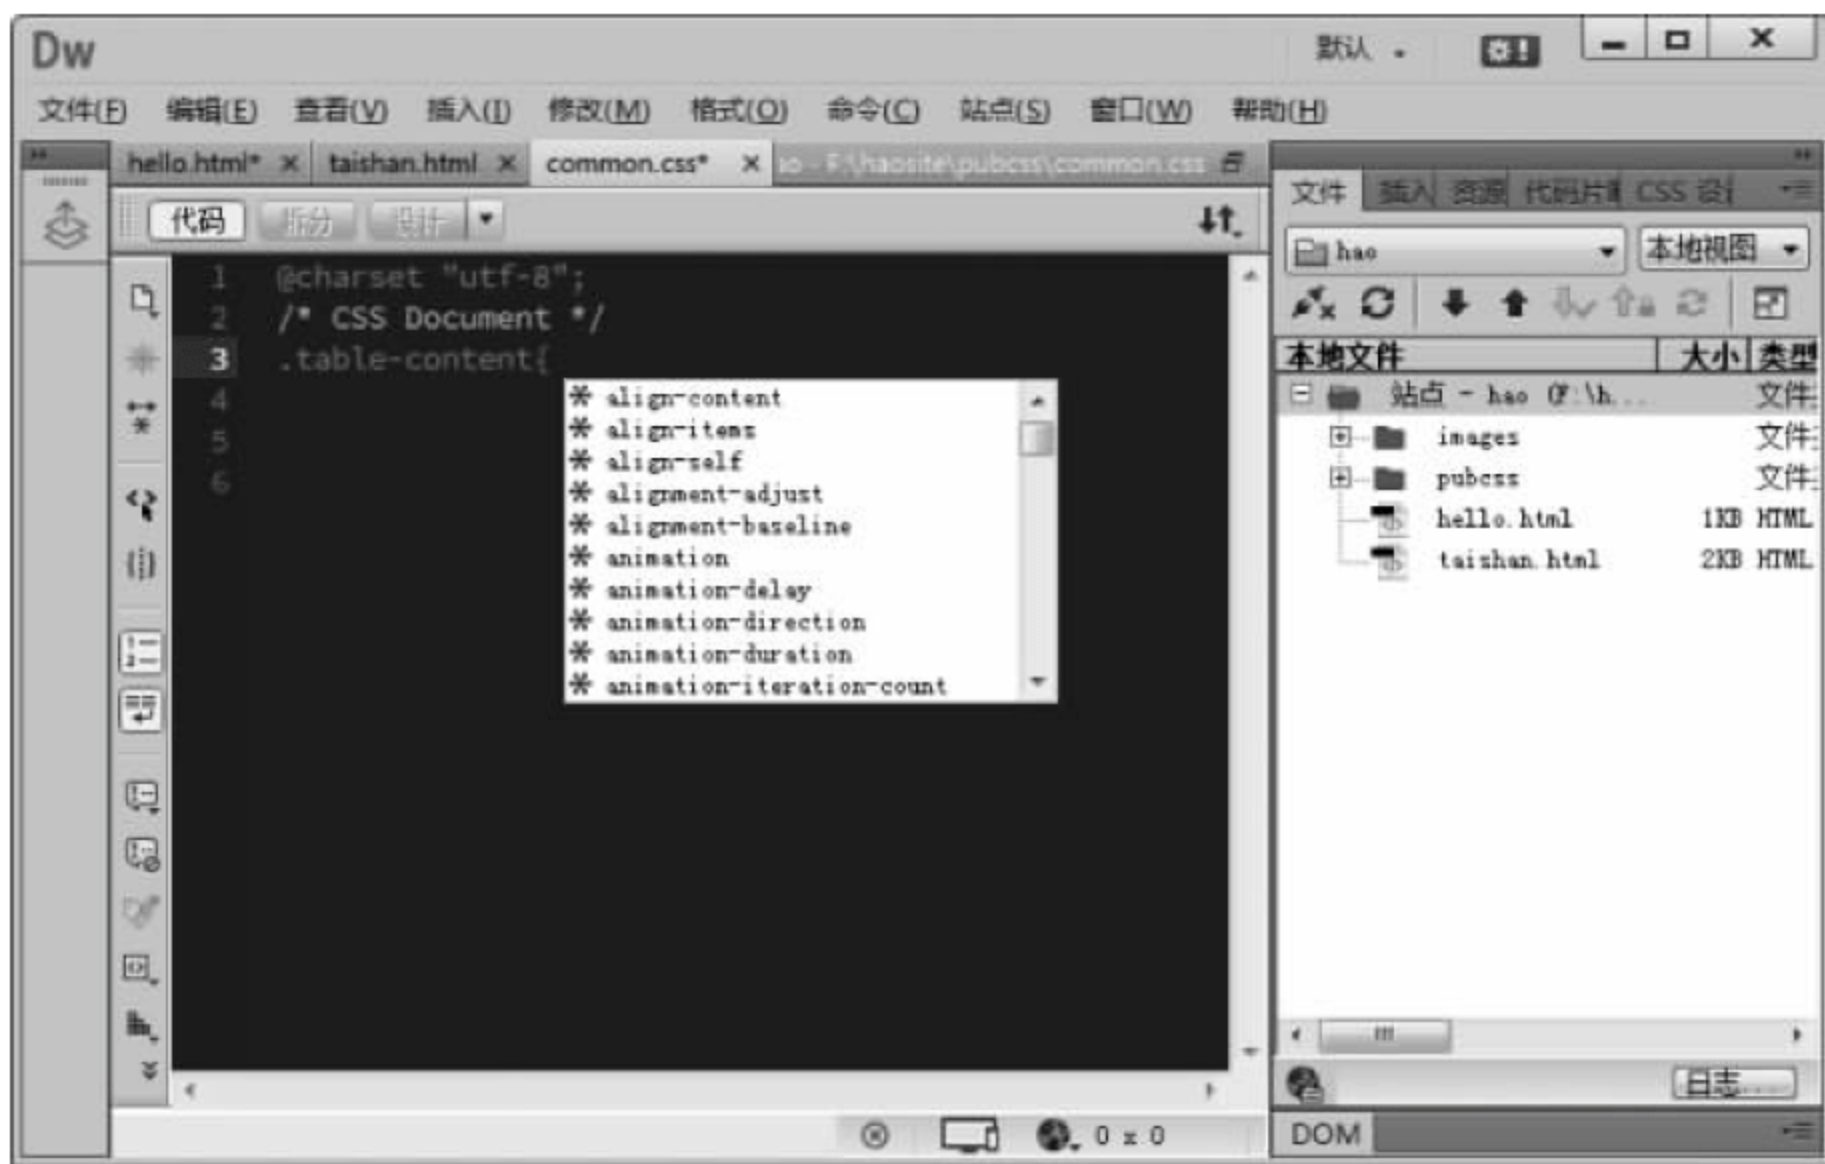 Dw 默认
文件(F) 编辑(E) 查看(V) 插入(I) 修改(M) 格式(O) 命令(C) 站点(S) 窗口(W) 帮助(H)
hello.html* taishan.html common.css* ao - F:\haosite\pubcss\common.css
代码 拆分 设计
1 @charset "utf-8";
2 /* CSS Document */
3 .table-content{
4
5
6
align-content
align-items
align-self
alignment-adjust
alignment-baseline
animation
animation-delay
animation-direction
animation-duration
animation-iteration-count
0 x 0
文件 插入 资源 代码片 CSS 设
hao 本地视图
本地文件 大小 类型
站点 - hao (F:\h... 文件
images 文件
pubcss 文件
hello.html 1KB HTML
taishan.html 2KB HTML
日志...
DOM